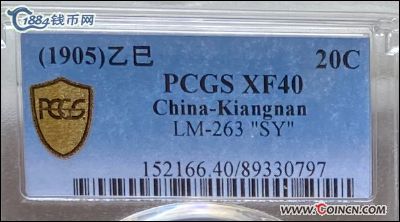 1884钱币网
(1905)乙巳 20C
PCGS XF40
China-Kiangnan
LM-263 "SY"
PCGS
152166.40/89330797
www.COINCN.com